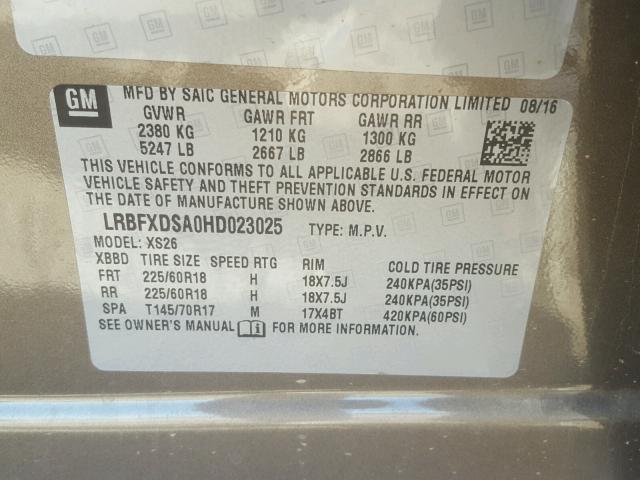 GM
MFD BY SAIC GENERAL MOTORS CORPORATION LIMITED 08/16
GVWR GAWR FRT GAWR RR
2380 KG 1210 KG 1300 KG
5247 LB 2667 LB 2866 LB
THIS VEHICLE CONFORMS TO ALL APPLICABLE U.S. FEDERAL MOTOR
VEHICLE SAFETY AND THEFT PREVENTION STANDARDS IN EFFECT ON
THE DATE OF MANUFACTURE SHOWN ABOVE.
LRBFXDSA0HD023025 TYPE: M.P.V.
MODEL: XS26
XBBD TIRE SIZE SPEED RTG RIM COLD TIRE PRESSURE
FRT 225/60R18 H 18X7.5J 240KPA(35PSI)
RR 225/60R18 H 18X7.5J 240KPA(35PSI)
SPA T145/70R17 M 17X4BT 420KPA(60PSI)
SEE OWNER'S MANUAL FOR MORE INFORMATION.